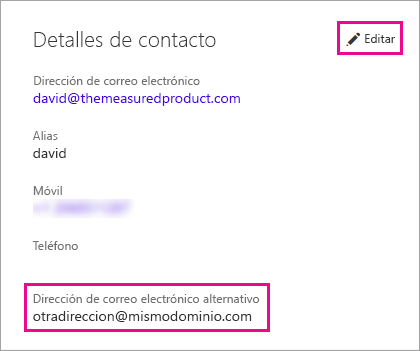 Detalles de contacto
Editar
Dirección de correo electrónico
david@themeasuredproduct.com
Alias
david
Móvil
Teléfono
Dirección de correo electrónico alternativo
otradireccion@mismodominio.com